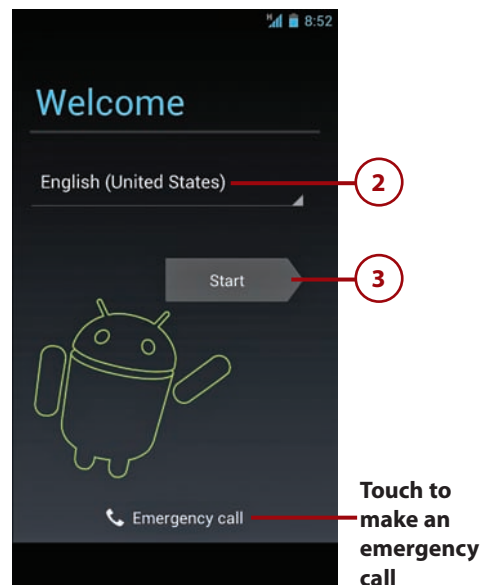 H 8:52
Welcome
English (United States)
2
Start
3
Emergency call
Touch to
make an
emergency
call